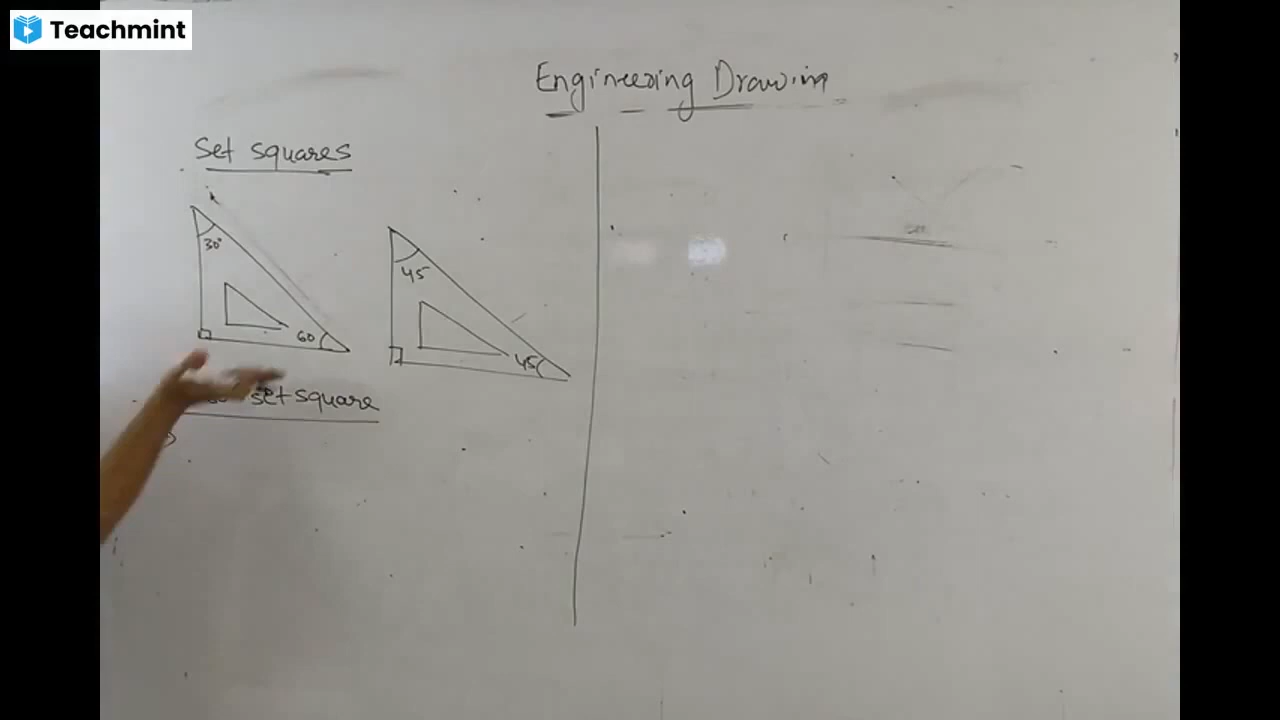 Teachmint
Engineering Drawing
Set squares
30°
60
45
45
set square